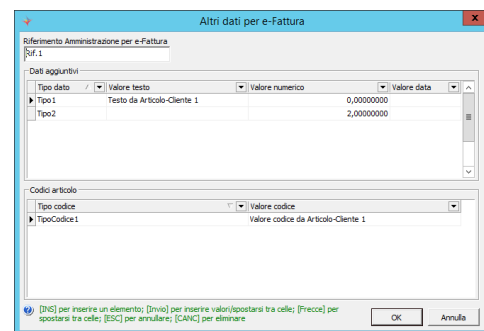 Altri dati per e-Fattura
x
Riferimento Amministrazione per e-Fattura
Rif.1
Dati aggiuntivi
Tipo dato Valore testo Valore numerico Valore data
Tipo1 Testo da Articolo-Cliente 1 0,00000000
Tipo2 2,00000000
Codici articolo
Tipo codice Valore codice
TipoCodice1 Valore codice da Articolo-Cliente 1
[INS] per inserire un elemento; [Invio] per inserire valori/spostarsi tra celle; [Frecce] per
spostarsi tra celle; [ESC] per annullare; [CANC] per eliminare
OK Annulla